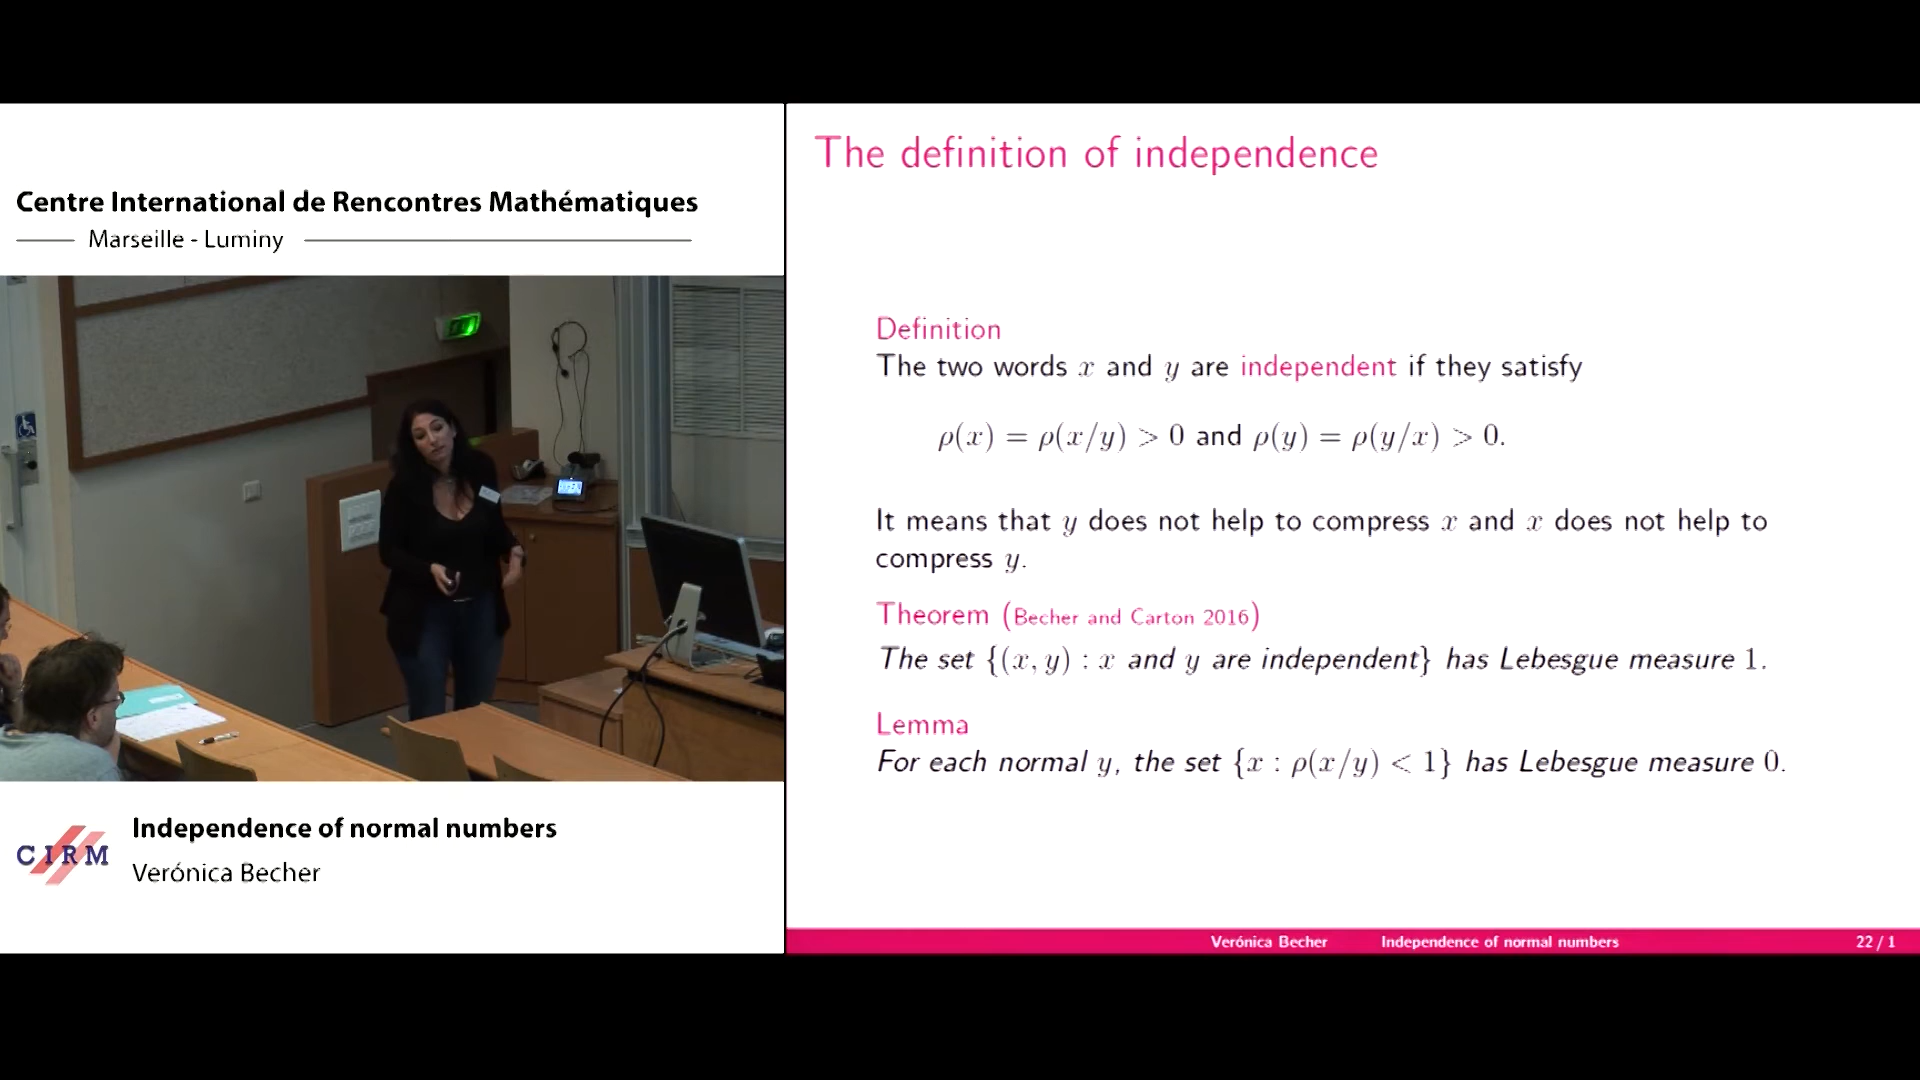 Centre International de Rencontres Mathématiques
Marseille - Luminy
Independence of normal numbers
Verónica Becher
CIRM
The definition of independence
Definition
The two words x and y are independent if they satisfy
ρ(x) = ρ(x/y) > 0 and ρ(y) = ρ(y/x) > 0.
It means that y does not help to compress x and x does not help to
compress y.
Theorem (Becher and Carton 2016)
The set {(x, y) : x and y are independent} has Lebesgue measure 1.
Lemma
For each normal y, the set {x : ρ(x/y) < 1} has Lebesgue measure 0.
Verónica Becher Independence of normal numbers 22 / 1